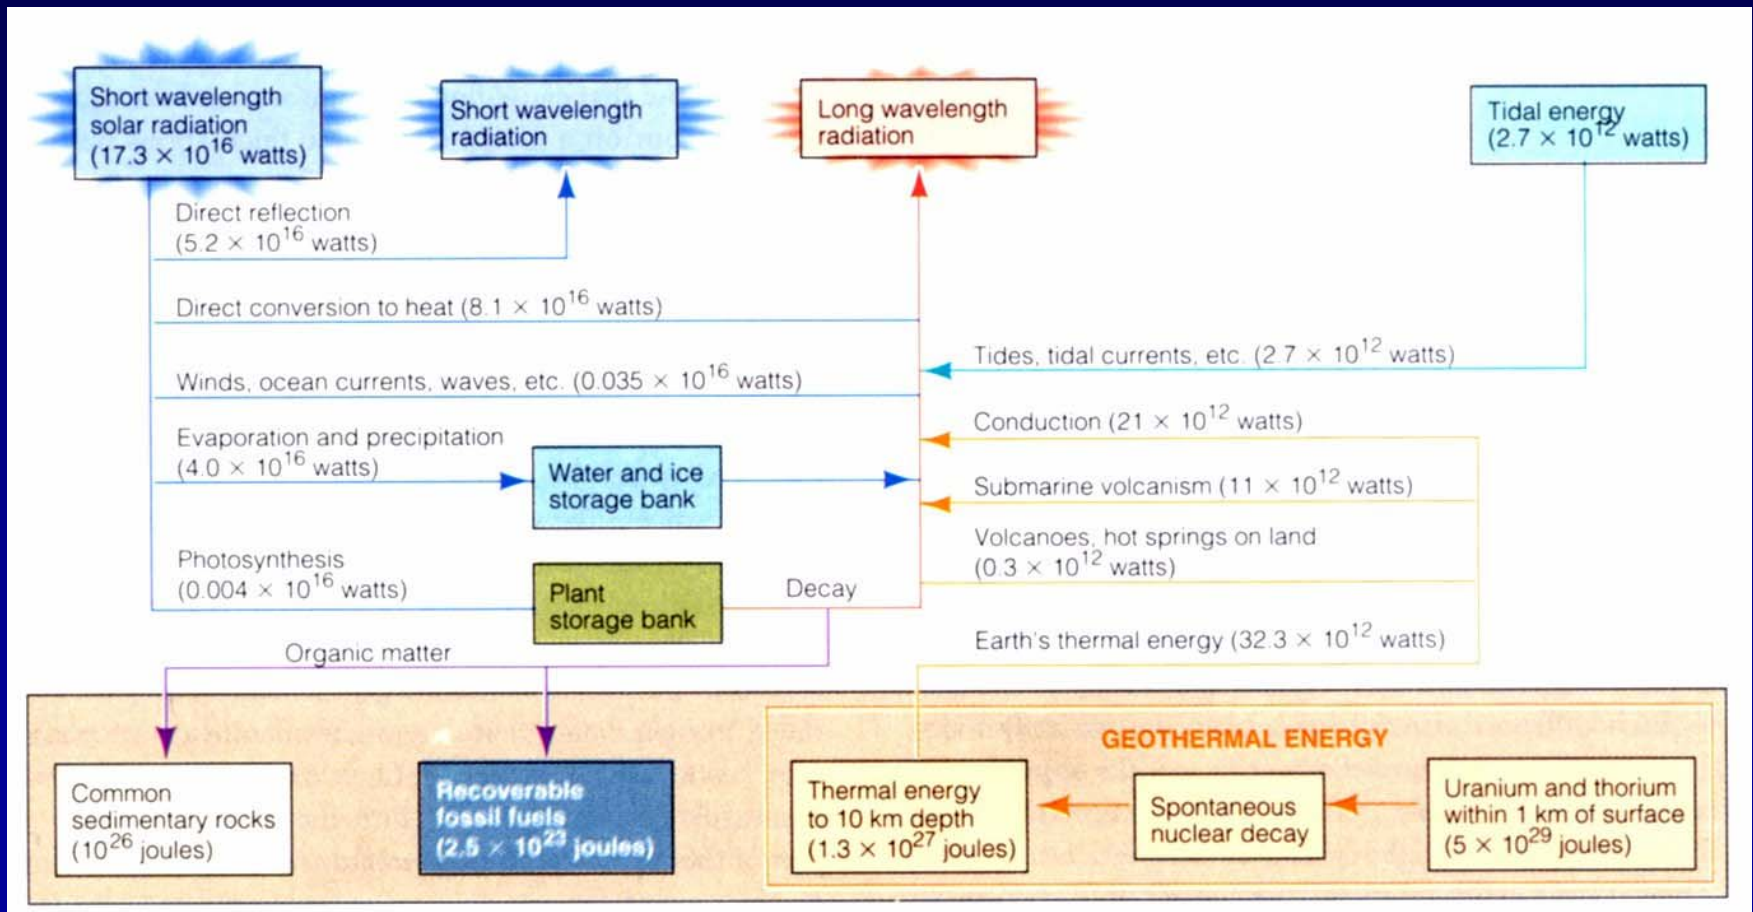 Short wavelength
solar radiation
(17.3 × 10¹⁶ watts)
Short wavelength
radiation
Long wavelength
radiation
Tidal energy
(2.7 × 10¹² watts)
Direct reflection
(5.2 × 10¹⁶ watts)
Direct conversion to heat (8.1 × 10¹⁶ watts)
Tides, tidal currents, etc. (2.7 × 10¹² watts)
Winds, ocean currents, waves, etc. (0.035 × 10¹⁶ watts)
Conduction (21 × 10¹² watts)
Evaporation and precipitation
(4.0 × 10¹⁶ watts)
Water and ice
storage bank
Submarine volcanism (11 × 10¹² watts)
Volcanoes, hot springs on land
(0.3 × 10¹² watts)
Photosynthesis
(0.004 × 10¹⁶ watts)
Plant
storage bank
Decay
Earth's thermal energy (32.3 × 10¹² watts)
Organic matter
GEOTHERMAL ENERGY
Common
sedimentary rocks
(10²⁶ joules)
Recoverable
fossil fuels
(2.5 × 10²³ joules)
Thermal energy
to 10 km depth
(1.3 × 10²⁷ joules)
Spontaneous
nuclear decay
Uranium and thorium
within 1 km of surface
(5 × 10²⁹ joules)